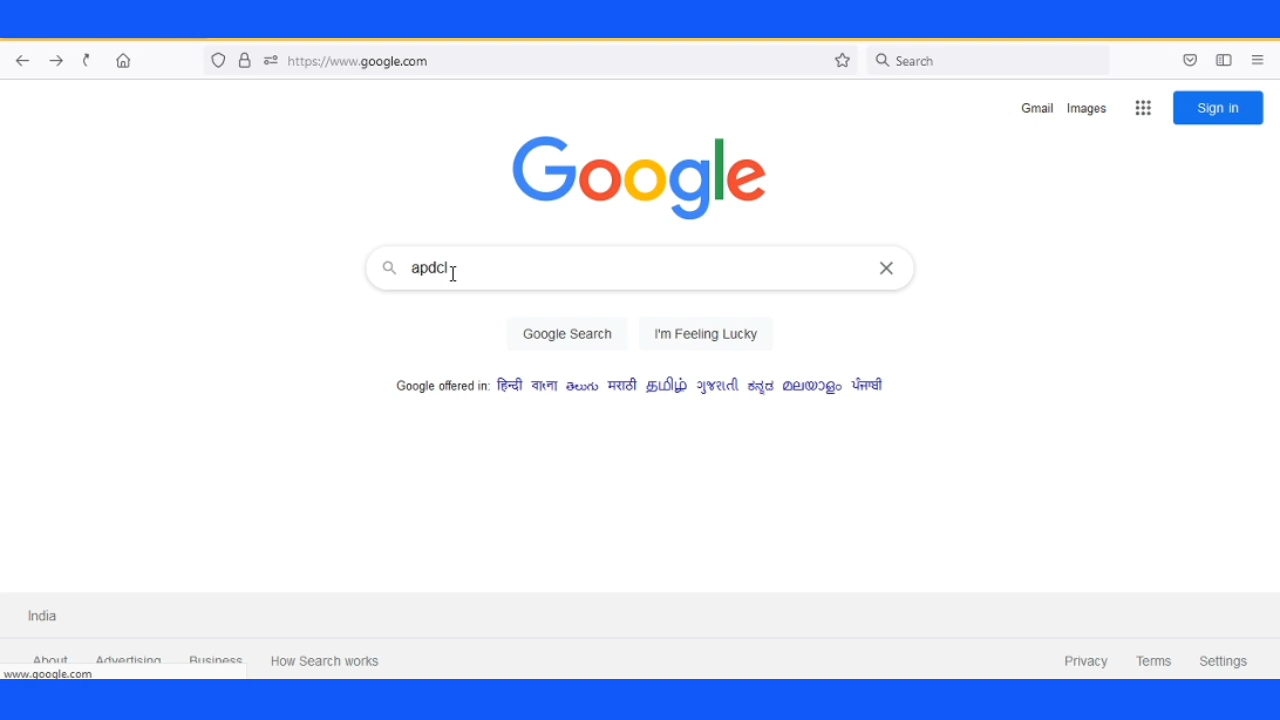 https://www.google.com
Search
Gmail
Images
Sign in
Google
apdcl
Google Search
I'm Feeling Lucky
Google offered in: हिन्दी বাংলা తెలుగు मराठी தமிழ் ગુજરાતી ಕನ್ನಡ മലയാളം ਪੰਜਾਬੀ
India
About Advertising Business How Search works
Privacy Terms Settings
www.google.com